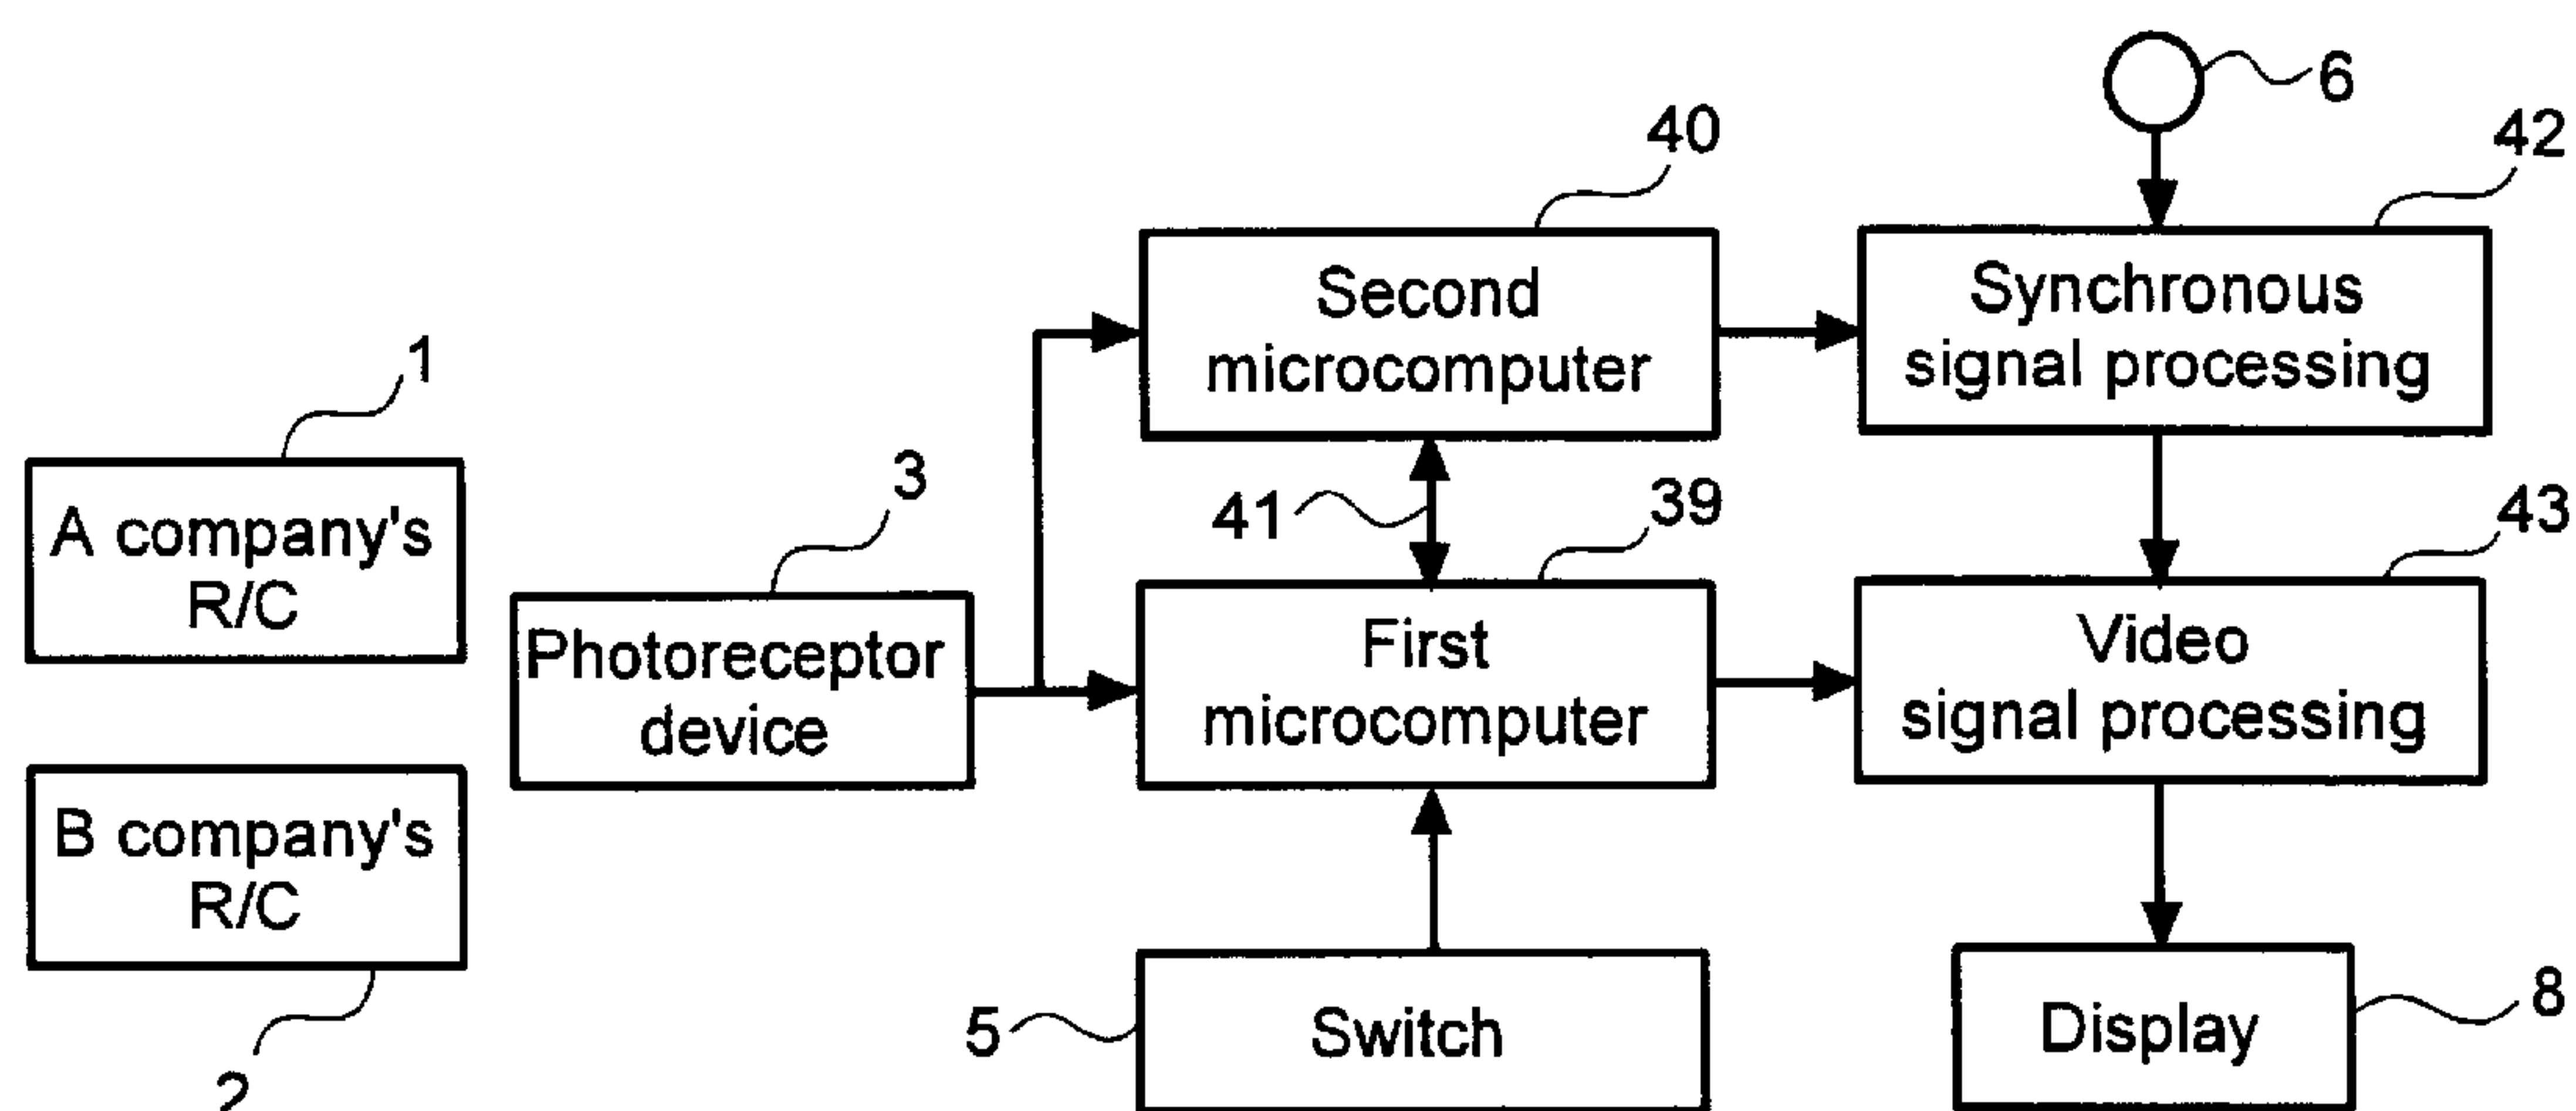 6
40
42
Second
microcomputer
Synchronous
signal processing
1
A company's
R/C
3
41
39
43
Photoreceptor
device
First
microcomputer
Video
signal processing
B company's
R/C
2
5
Switch
Display
8